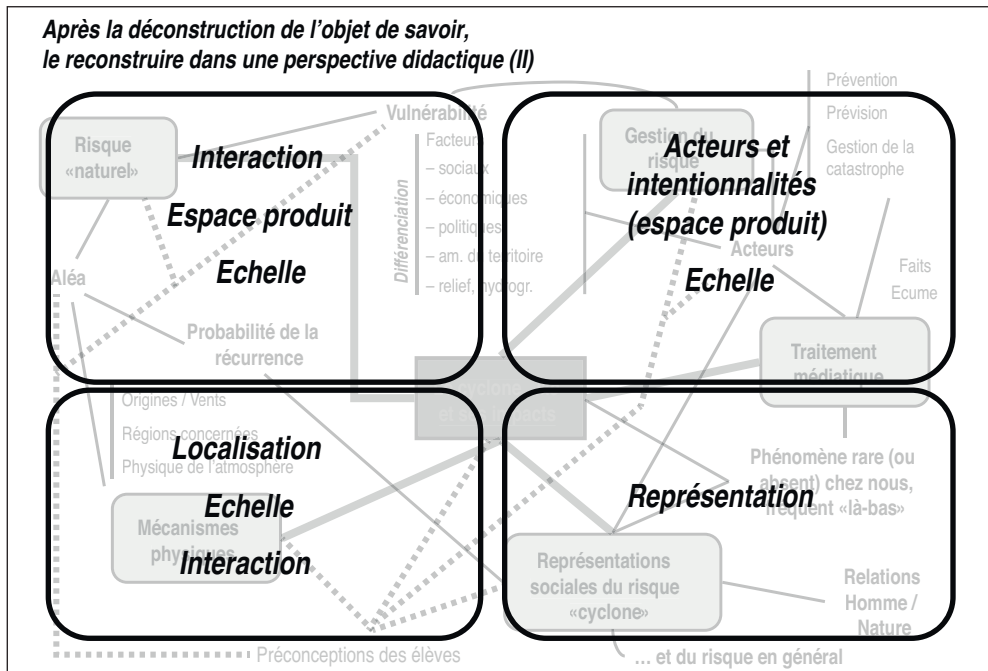 Après la déconstruction de l’objet de savoir,
le reconstruire dans une perspective didactique (II)
Risque
«naturel»
Vulnérabilité
Interaction
Espace produit
Echelle
Aléa
Probabilité de la
récurrence
Différenciation
Facteurs
– sociaux
– économiques
– politiques
– am. du territoire
– relief, hydrogr.
Gestion du
risque
Prévention
Prévision
Gestion de la
catastrophe
Acteurs et
intentionnalités
(espace produit)
Echelle
Acteurs
Faits
Ecume
Traitement
médiatique
cyclone
et ses impacts
Origines / Vents
Régions concernées
Physique de l’atmosphère
Localisation
Echelle
Interaction
Mécanismes
physiques
Représentation
Phénomène rare (ou
absent) chez nous,
fréquent «là-bas»
Représentations
sociales du risque
«cyclone»
Relations
Homme /
Nature
Préconceptions des élèves
... et du risque en général